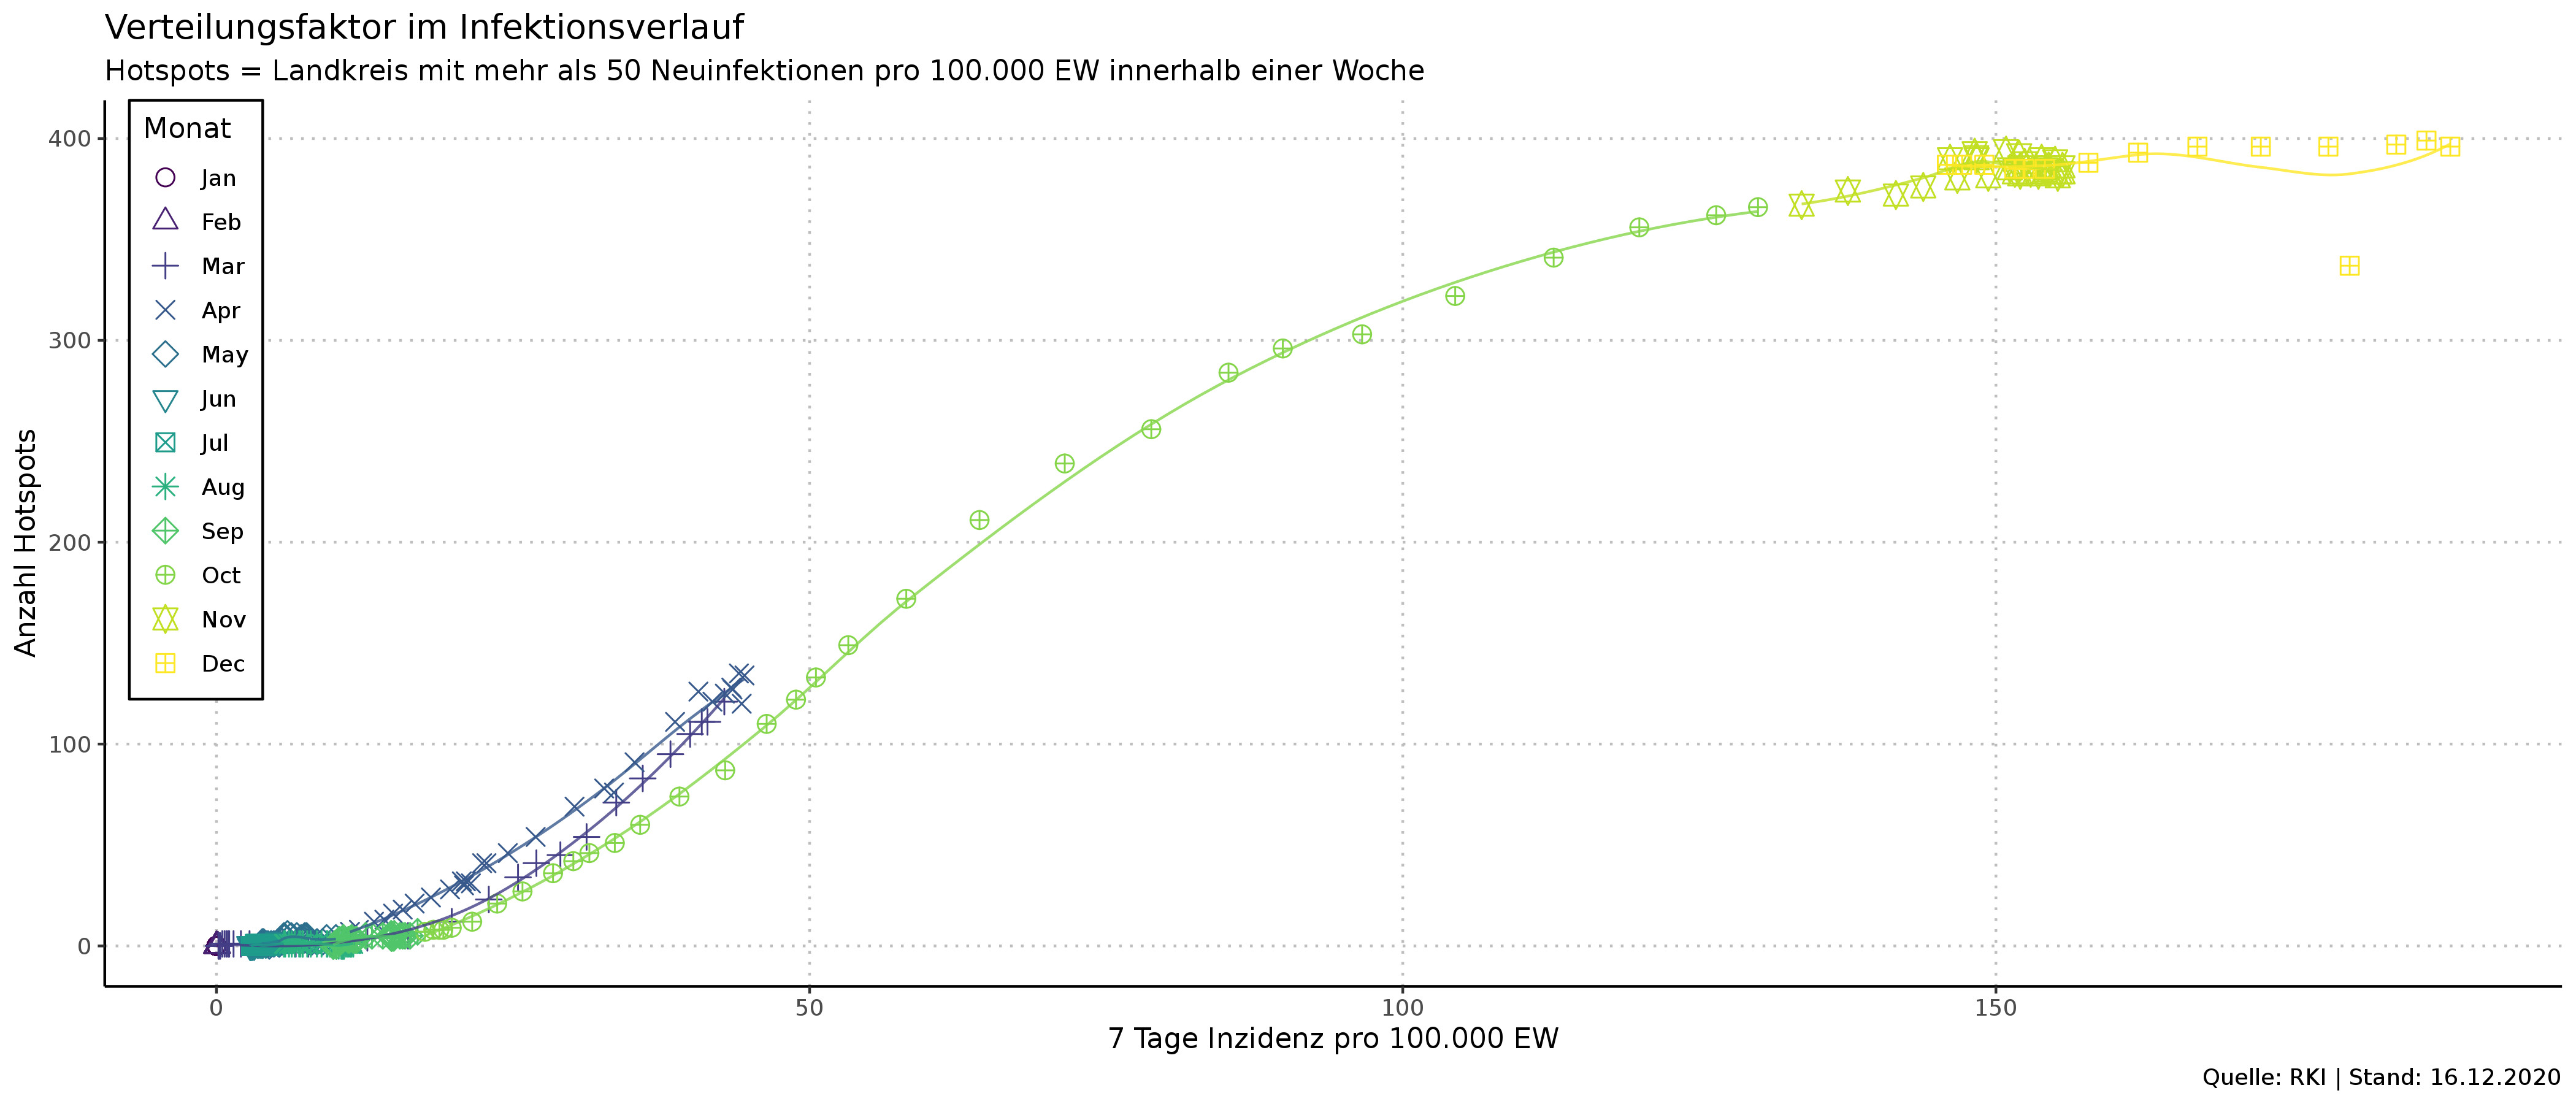 Verteilungsfaktor im Infektionsverlauf
Hotspots = Landkreis mit mehr als 50 Neuinfektionen pro 100.000 EW innerhalb einer Woche
Monat
Jan
Feb
Mar
Apr
May
Jun
Jul
Aug
Sep
Oct
Nov
Dec
Anzahl Hotspots
400
300
200
100
0
0
50
100
150
7 Tage Inzidenz pro 100.000 EW
Quelle: RKI | Stand: 16.12.2020